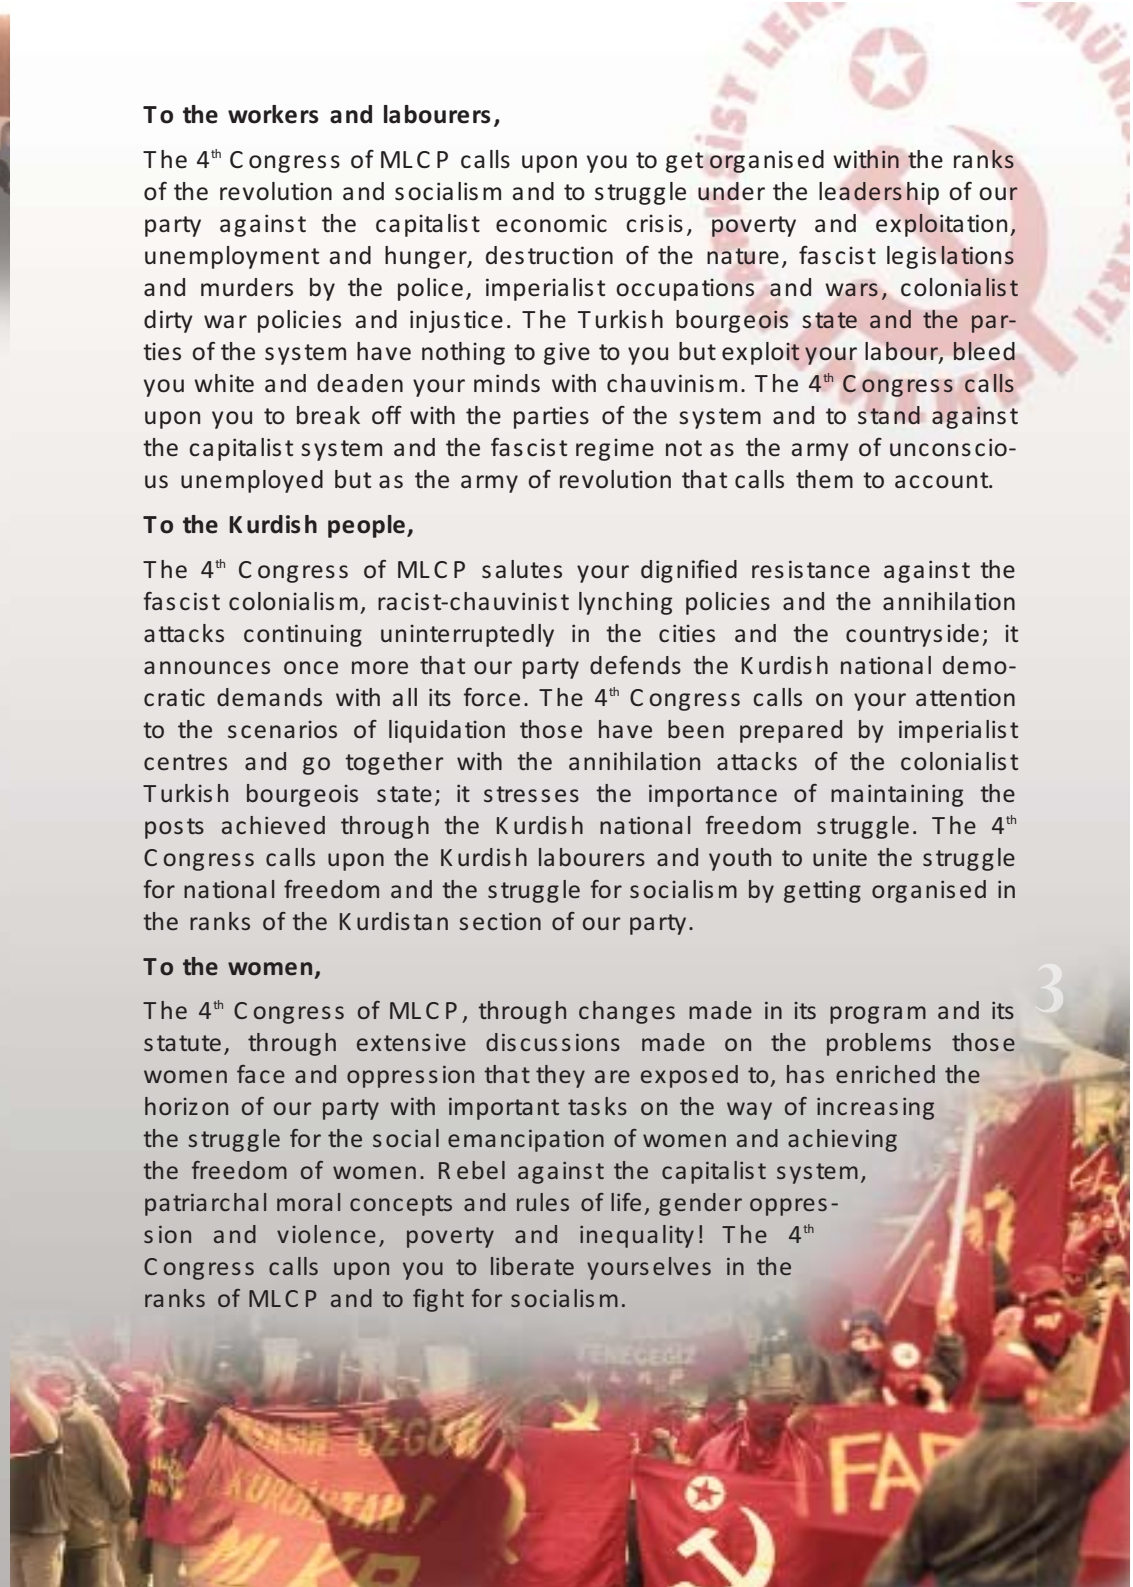 SİST LEN
ÜMÜNİS
PARTİ
To the workers and labourers,
The 4th Congress of MLCP calls upon you to get organised within the ranks
of the revolution and socialism and to struggle under the leadership of our
party against the capitalist economic crisis, poverty and exploitation,
unemployment and hunger, destruction of the nature, fascist legislations
and murders by the police, imperialist occupations and wars, colonialist
dirty war policies and injustice. The Turkish bourgeois state and the par-
ties of the system have nothing to give to you but exploit your labour, bleed
you white and deaden your minds with chauvinism. The 4th Congress calls
upon you to break off with the parties of the system and to stand against
the capitalist system and the fascist regime not as the army of unconscio-
us unemployed but as the army of revolution that calls them to account.
To the Kurdish people,
The 4th Congress of MLCP salutes your dignified resistance against the
fascist colonialism, racist-chauvinist lynching policies and the annihilation
attacks continuing uninterruptedly in the cities and the countryside; it
announces once more that our party defends the Kurdish national demo-
cratic demands with all its force. The 4th Congress calls on your attention
to the scenarios of liquidation those have been prepared by imperialist
centres and go together with the annihilation attacks of the colonialist
Turkish bourgeois state; it stresses the importance of maintaining the
posts achieved through the Kurdish national freedom struggle. The 4th
Congress calls upon the Kurdish labourers and youth to unite the struggle
for national freedom and the struggle for socialism by getting organised in
the ranks of the Kurdistan section of our party.
To the women,
3
The 4th Congress of MLCP, through changes made in its program and its
statute, through extensive discussions made on the problems those
women face and oppression that they are exposed to, has enriched the
horizon of our party with important tasks on the way of increasing
the struggle for the social emancipation of women and achieving
the freedom of women. Rebel against the capitalist system,
patriarchal moral concepts and rules of life, gender oppres-
sion and violence, poverty and inequality! The 4th
Congress calls upon you to liberate yourselves in the
ranks of MLCP and to fight for socialism.
YENECEĞİZ
ÖZGÜR
KÜRDİSTAN!
MLKP
FAB